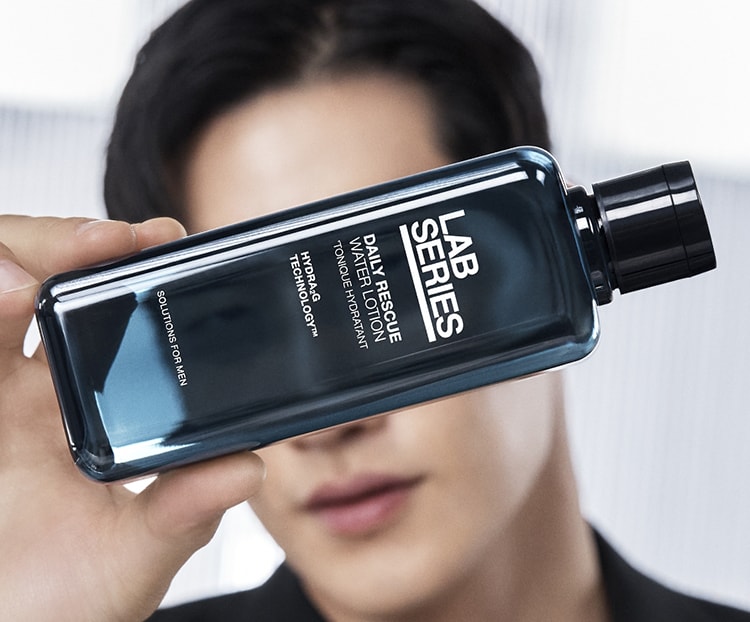 LAB
SERIES
DAILY RESCUE
WATER LOTION
TONIQUE HYDRATANT
HYDRA₂G
TECHNOLOGY™
SOLUTIONS FOR MEN